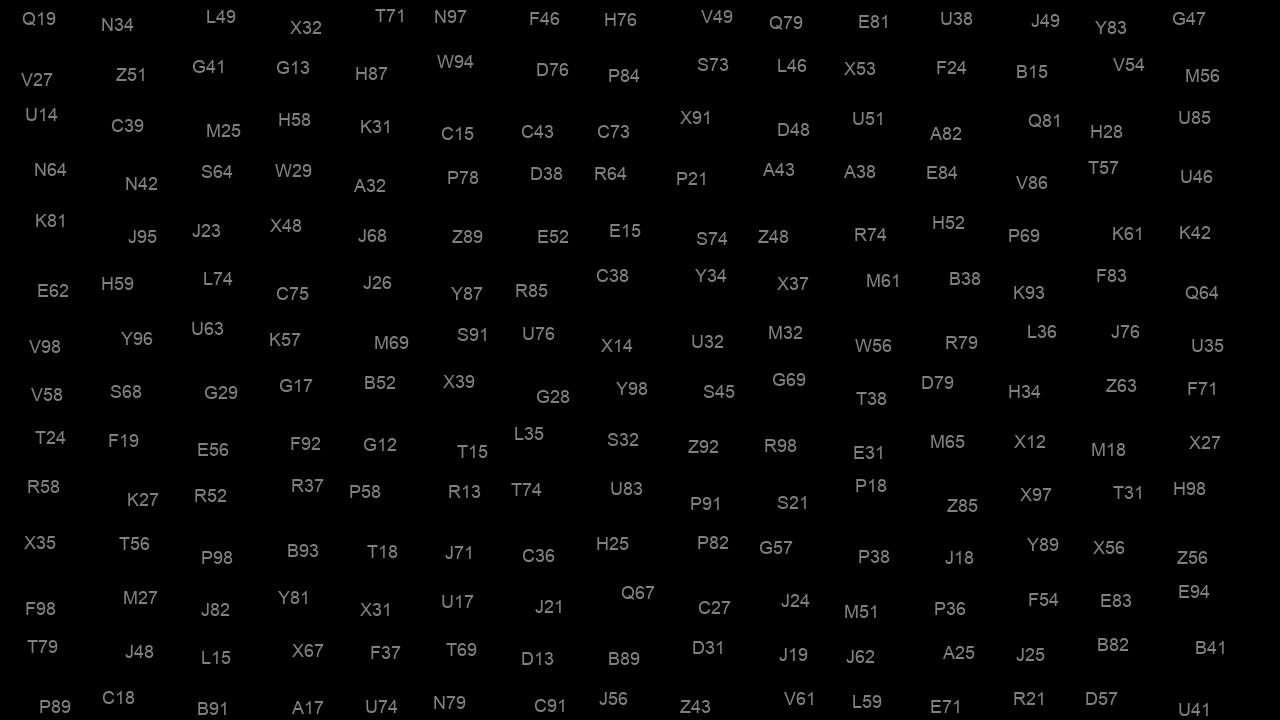 Q19 N34 L49 X32 T71 N97 F46 H76 V49 Q79 E81 U38 J49 Y83 G47
V27 Z51 G41 G13 H87 W94 D76 P84 S73 L46 X53 F24 B15 V54 M56
U14 C39 M25 H58 K31 C15 C43 C73 X91 D48 U51 A82 Q81 H28 U85
N64 N42 S64 W29 A32 P78 D38 R64 P21 A43 A38 E84 V86 T57 U46
K81 J95 J23 X48 J68 Z89 E52 E15 S74 Z48 R74 H52 P69 K61 K42
E62 H59 L74 C75 J26 Y87 R85 C38 Y34 X37 M61 B38 K93 F83 Q64
V98 Y96 U63 K57 M69 S91 U76 X14 U32 M32 W56 R79 L36 J76 U35
V58 S68 G29 G17 B52 X39 G28 Y98 S45 G69 T38 D79 H34 Z63 F71
T24 F19 E56 F92 G12 T15 L35 S32 Z92 R98 E31 M65 X12 M18 X27
R58 K27 R52 R37 P58 R13 T74 U83 P91 S21 P18 Z85 X97 T31 H98
X35 T56 P98 B93 T18 J71 C36 H25 P82 G57 P38 J18 Y89 X56 Z56
F98 M27 J82 Y81 X31 U17 J21 Q67 C27 J24 M51 P36 F54 E83 E94
T79 J48 L15 X67 F37 T69 D13 B89 D31 J19 J62 A25 J25 B82 B41
P89 C18 B91 A17 U74 N79 C91 J56 Z43 V61 L59 E71 R21 D57 U41